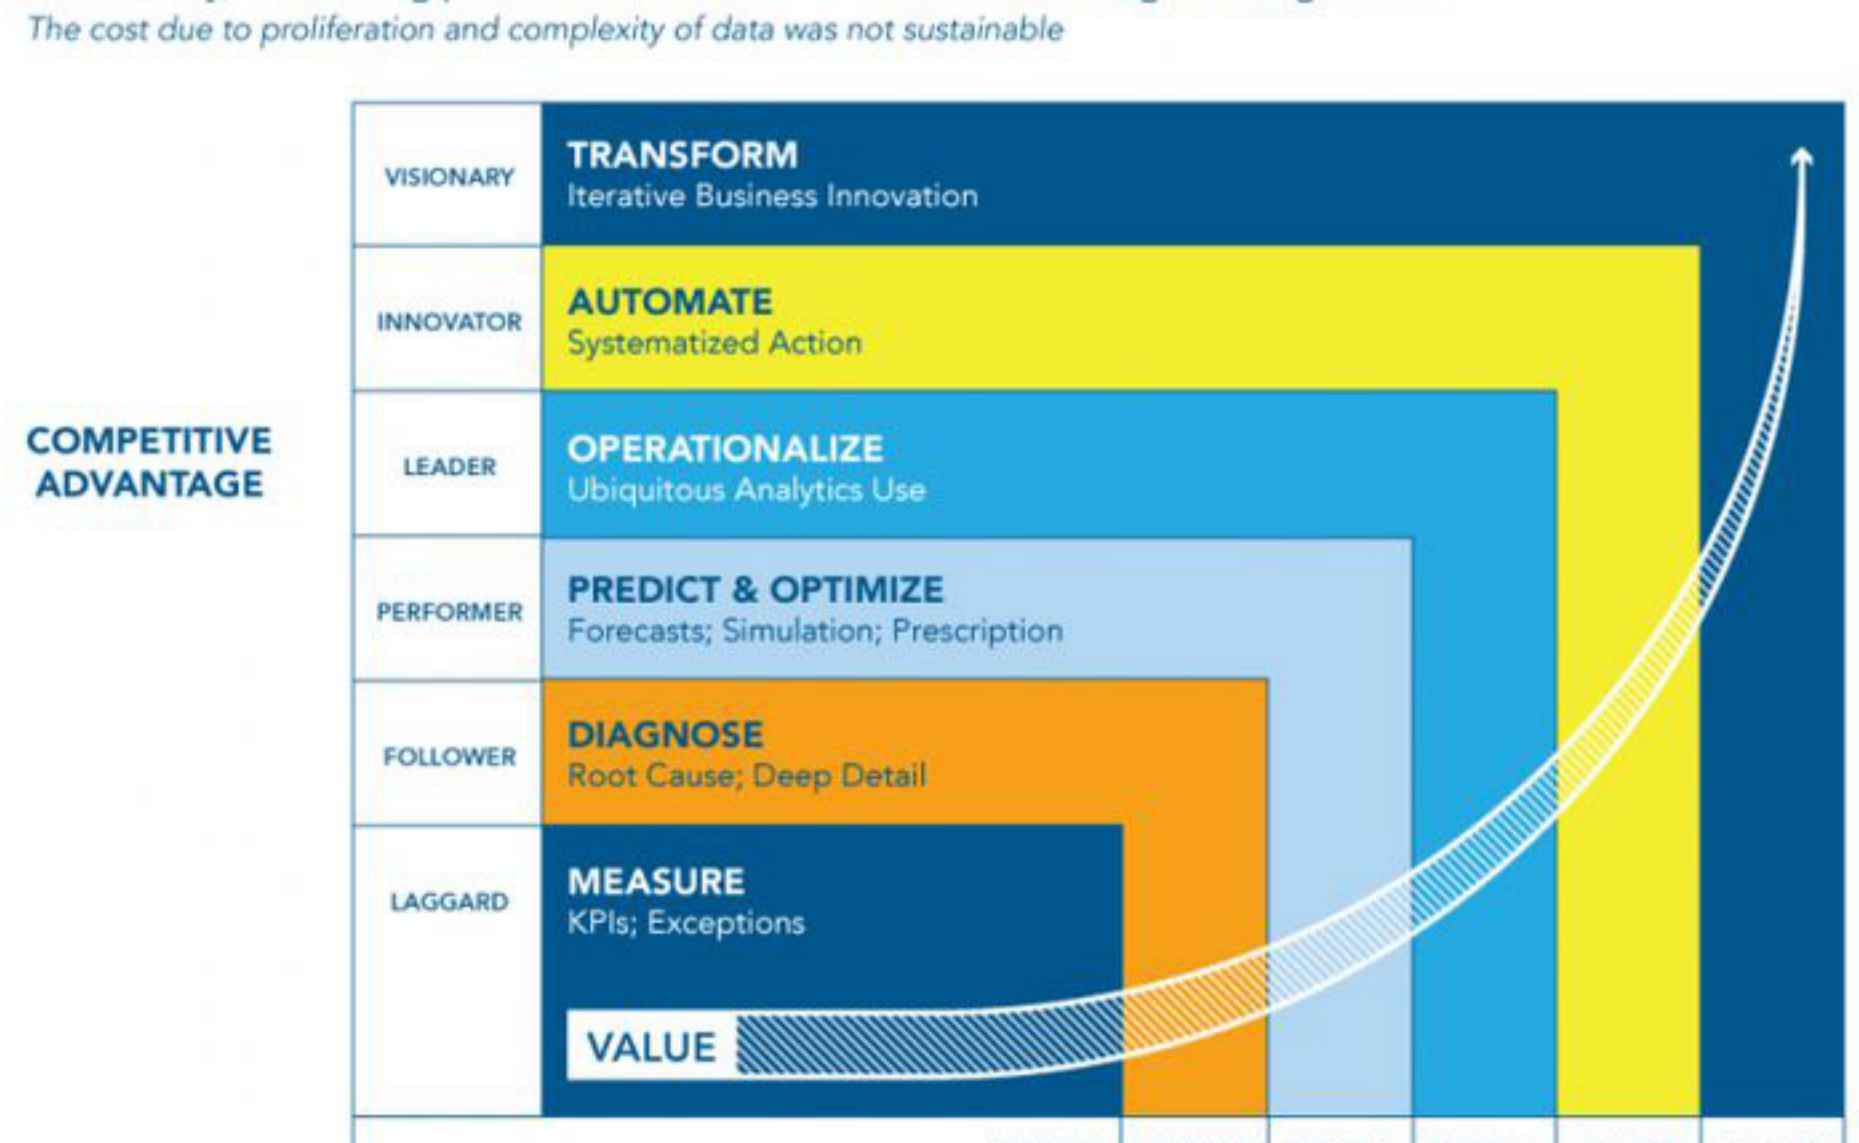 The cost due to proliferation and complexity of data was not sustainable
VISIONARY
TRANSFORM
Iterative Business Innovation
INNOVATOR
AUTOMATE
Systematized Action
COMPETITIVE
ADVANTAGE
LEADER
OPERATIONALIZE
Ubiquitous Analytics Use
PERFORMER
PREDICT & OPTIMIZE
Forecasts; Simulation; Prescription
FOLLOWER
DIAGNOSE
Root Cause; Deep Detail
LAGGARD
MEASURE
KPIs; Exceptions
VALUE